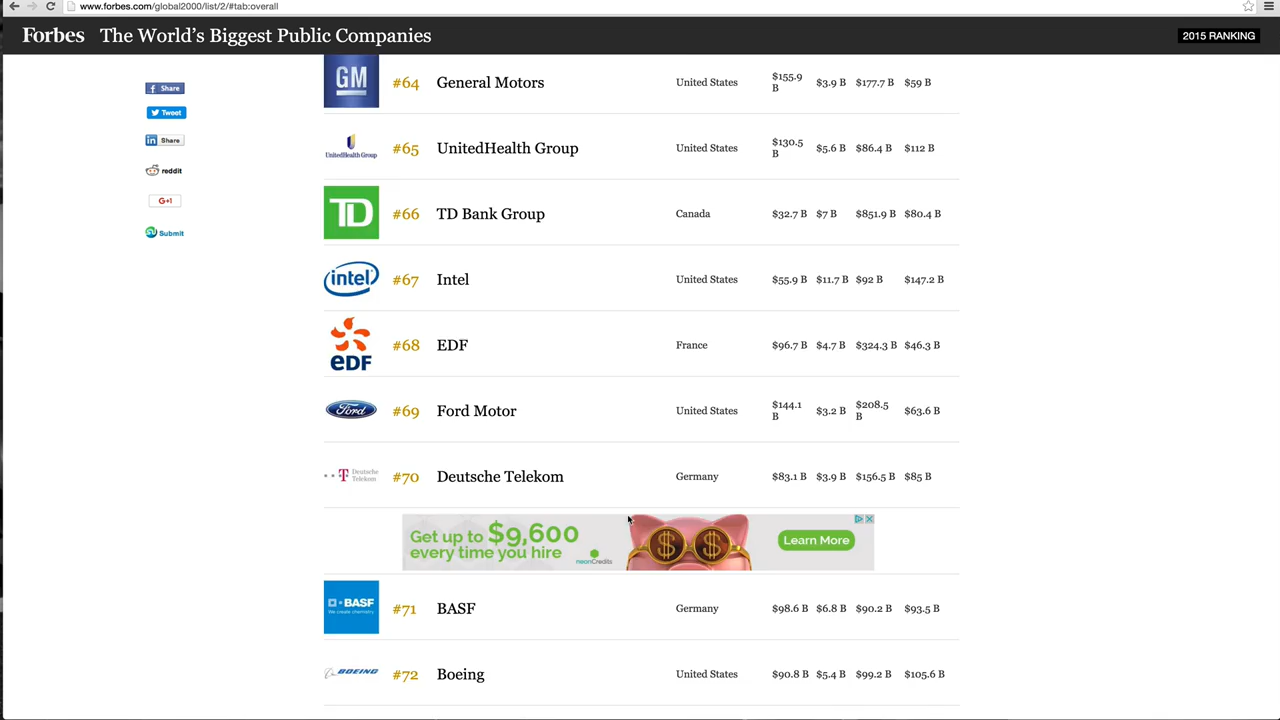 www.forbes.com/global2000/list/2/#tab:overall
Forbes The World's Biggest Public Companies 2015 RANKING
Share
Tweet
in Share
reddit
G+1
Submit
GM #64 General Motors United States $155.9 B $3.9 B $177.7 B $59 B
UnitedHealth Group #65 UnitedHealth Group United States $130.5 B $5.6 B $86.4 B $112 B
TD #66 TD Bank Group Canada $32.7 B $7 B $851.9 B $80.4 B
intel #67 Intel United States $55.9 B $11.7 B $92 B $147.2 B
eDF #68 EDF France $96.7 B $4.7 B $324.3 B $46.3 B
Ford #69 Ford Motor United States $144.1 B $3.2 B $208.5 B $63.6 B
T Deutsche Telekom #70 Deutsche Telekom Germany $83.1 B $3.9 B $156.5 B $85 B
Get up to $9,600
every time you hire
neonCredits
Learn More
BASF We create chemistry #71 BASF Germany $98.6 B $6.8 B $90.2 B $93.5 B
BOEING #72 Boeing United States $90.8 B $5.4 B $99.2 B $105.6 B